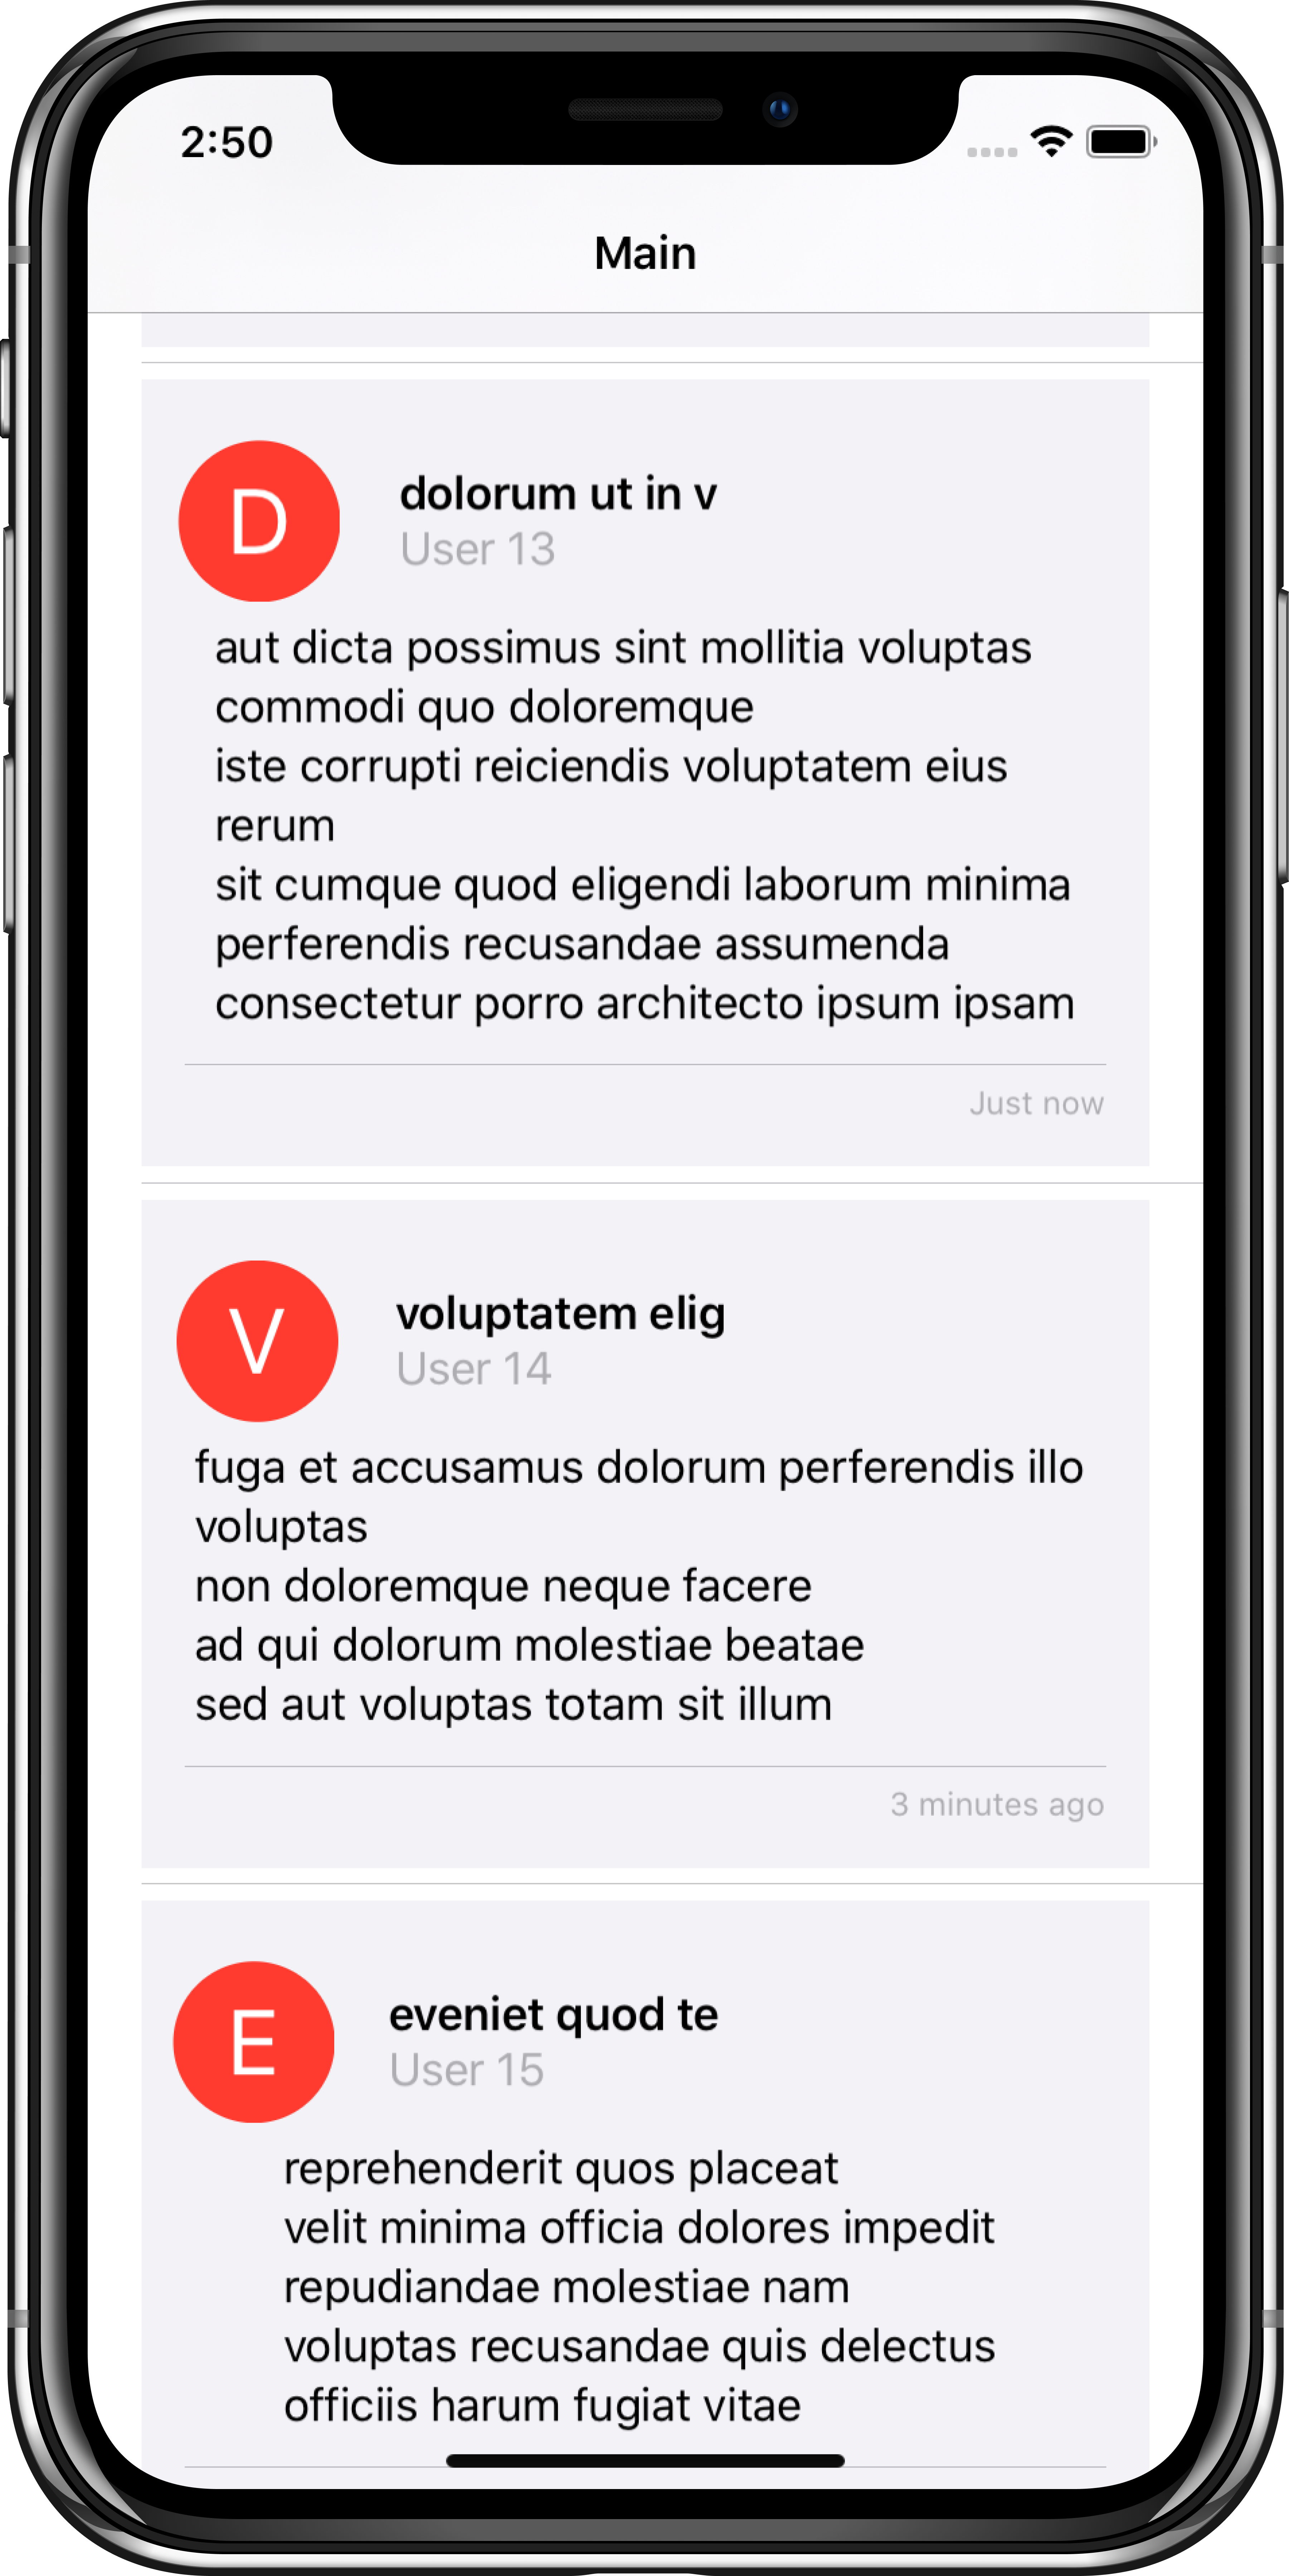 2:50
Main
D
dolorum ut in v
User 13
aut dicta possimus sint mollitia voluptas
commodi quo doloremque
iste corrupti reiciendis voluptatem eius
rerum
sit cumque quod eligendi laborum minima
perferendis recusandae assumenda
consectetur porro architecto ipsum ipsam
Just now
V
voluptatem elig
User 14
fuga et accusamus dolorum perferendis illo
voluptas
non doloremque neque facere
ad qui dolorum molestiae beatae
sed aut voluptas totam sit illum
3 minutes ago
E
eveniet quod te
User 15
reprehenderit quos placeat
velit minima officia dolores impedit
repudiandae molestiae nam
voluptas recusandae quis delectus
officiis harum fugiat vitae